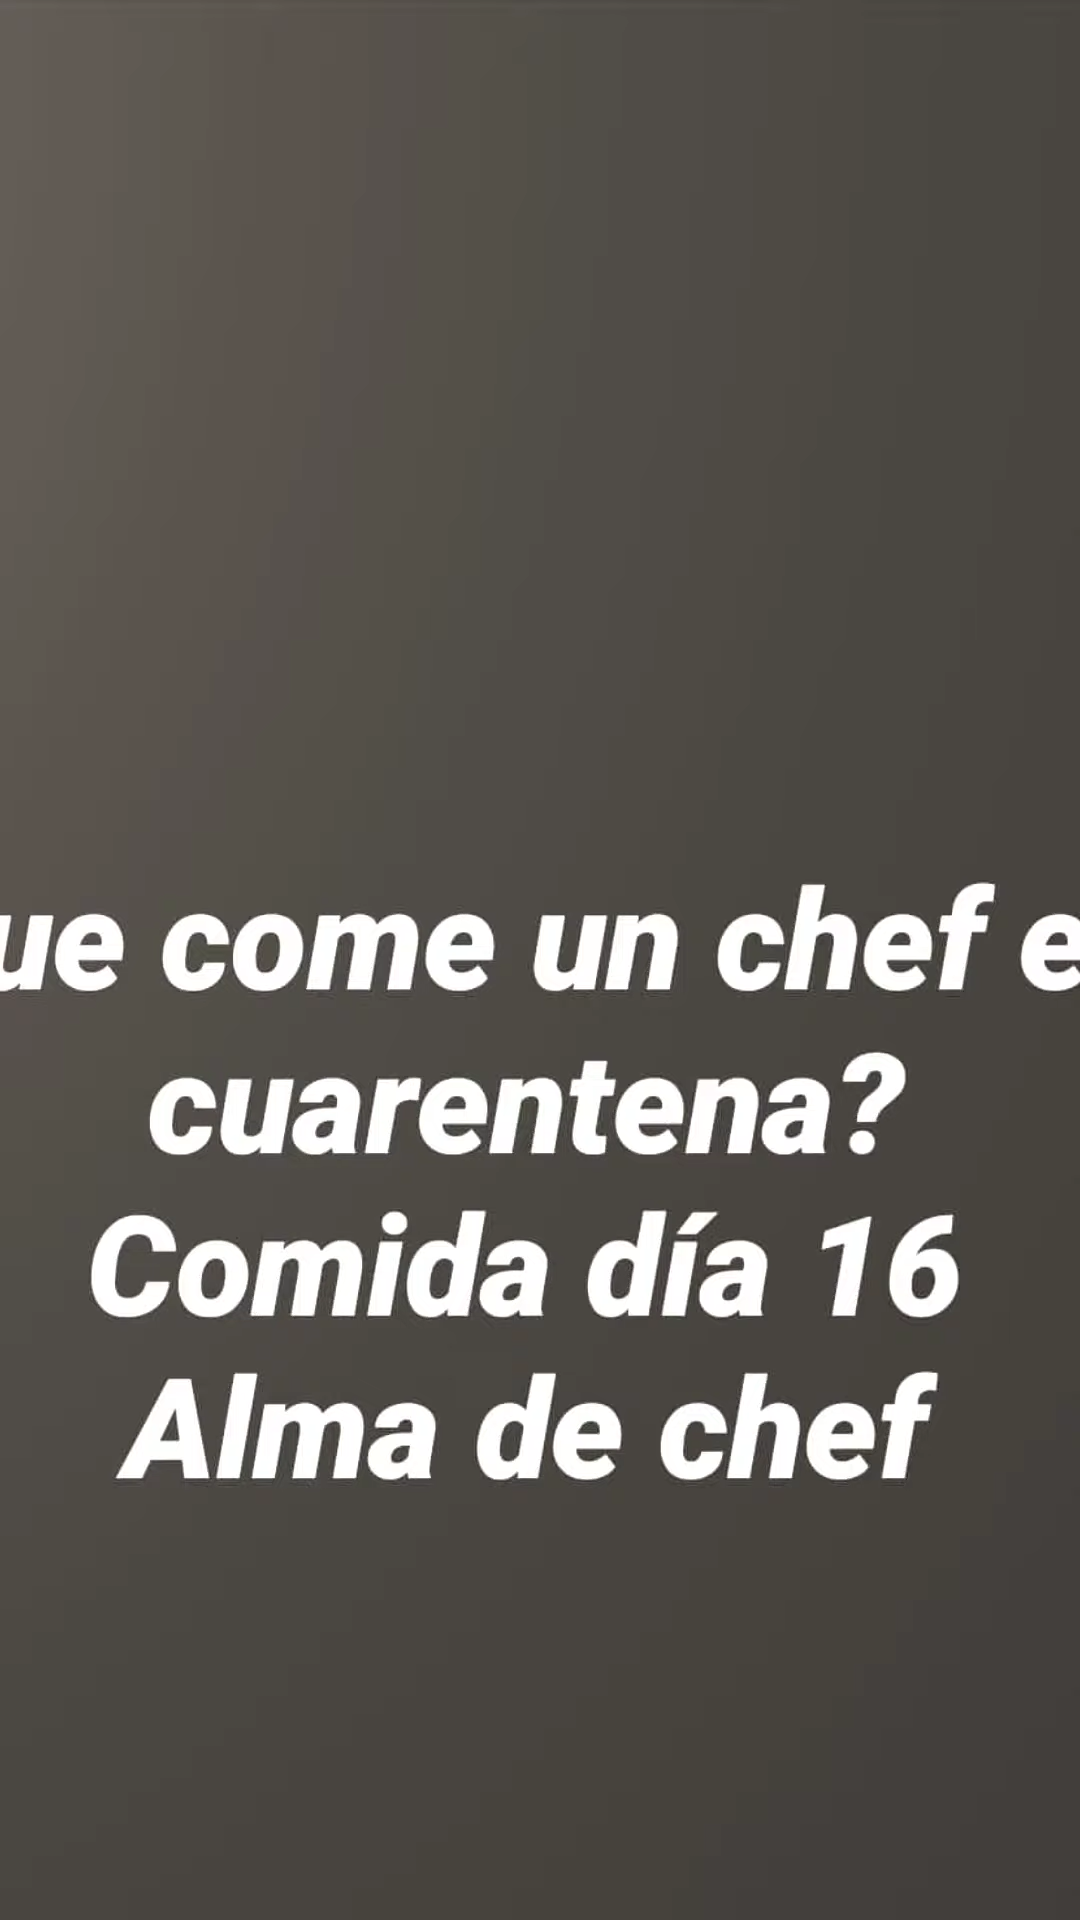 ue come un chef e
cuarentena?
Comida día 16
Alma de chef